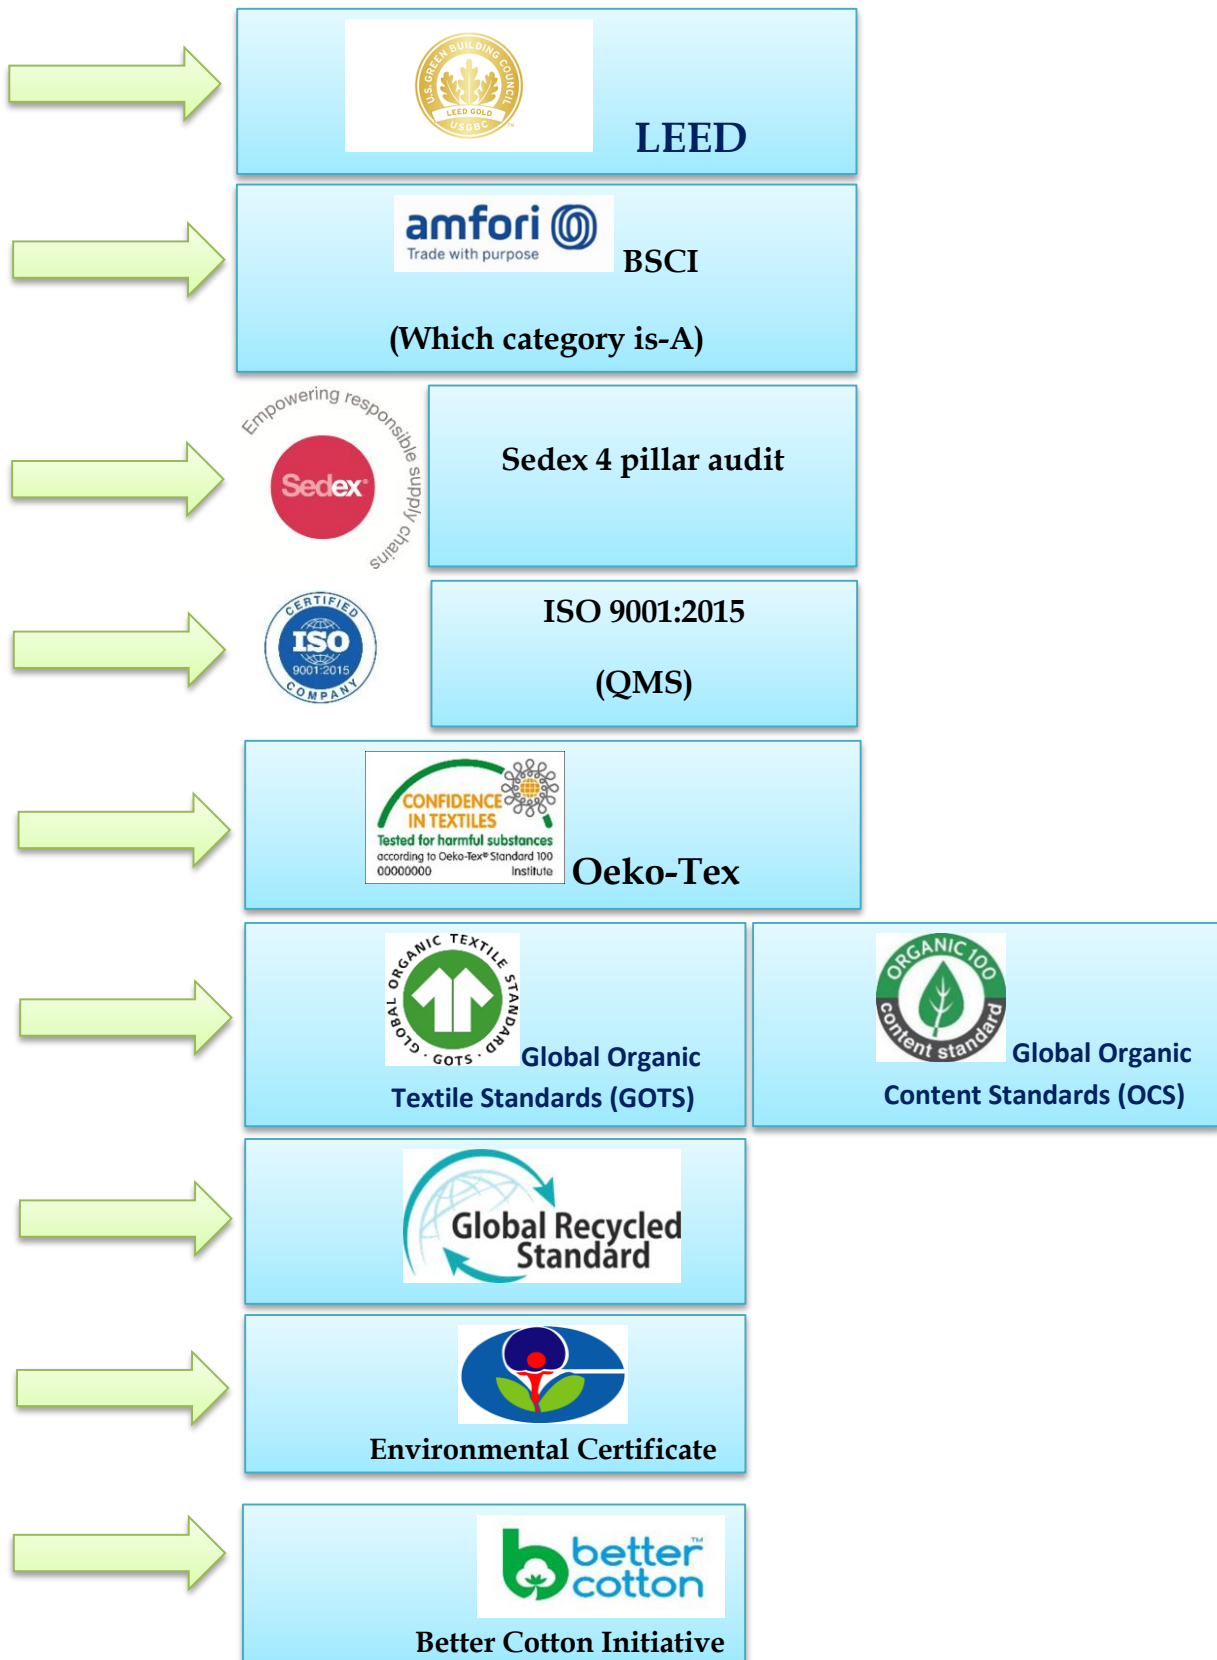 U.S. GREEN BUILDING COUNCIL
LEED GOLD
USGBC
LEED
amfori
Trade with purpose
BSCI
(Which category is-A)
Empowering responsible supply chains
Sedex
Sedex 4 pillar audit
CERTIFIED
ISO
9001:2015
COMPANY
ISO 9001:2015
(QMS)
CONFIDENCE
IN TEXTILES
Tested for harmful substances
according to Oeko-Tex® Standard 100
00000000 Institute
Oeko-Tex
GLOBAL ORGANIC TEXTILE STANDARD
· GOTS ·
Global Organic
Textile Standards (GOTS)
ORGANIC 100
content standard
Global Organic
Content Standards (OCS)
Global Recycled
Standard
Environmental Certificate
better™
cotton
Better Cotton Initiative